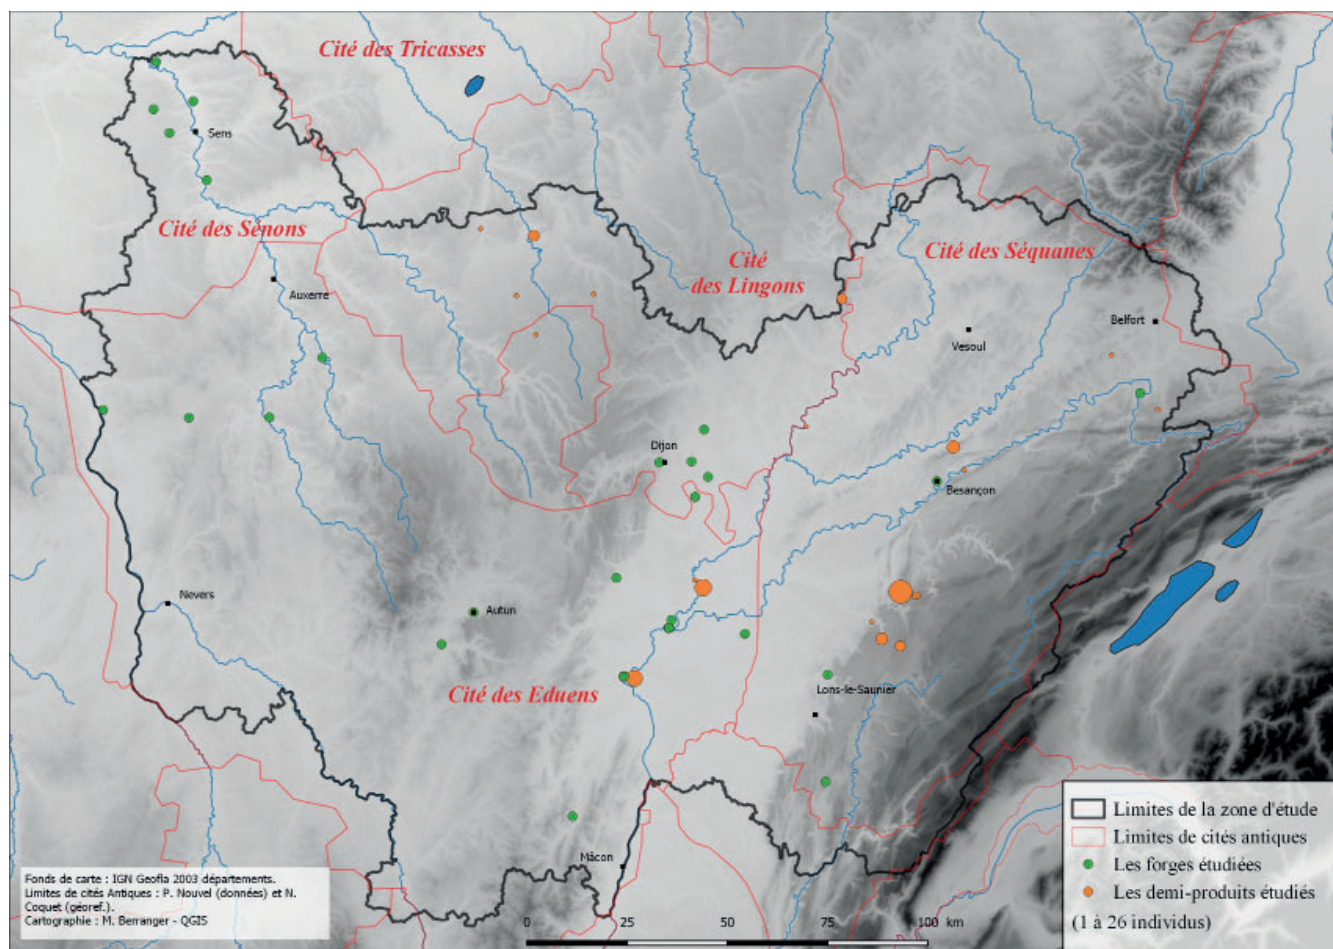 Cité des Tricasses
Sens
Cité des Sénons
Cité
des Lingons
Cité des Séquanes
Auxerre
Belfort
Vesoul
Dijon
Besançon
Nevers
Autun
Cité des Eduens
Lons-le-Saunier
Mâcon
Limites de la zone d'étude
Limites de cités antiques
Les forges étudiées
Les demi-produits étudiés
(1 à 26 individus)
Fonds de carte : IGN Geofla 2003 départements.
Limites de cités Antiques : P. Nouvel (données) et N.
Coquet (géoref.).
Cartographie : M. Berranger - QGIS
0 25 50 75 100 km